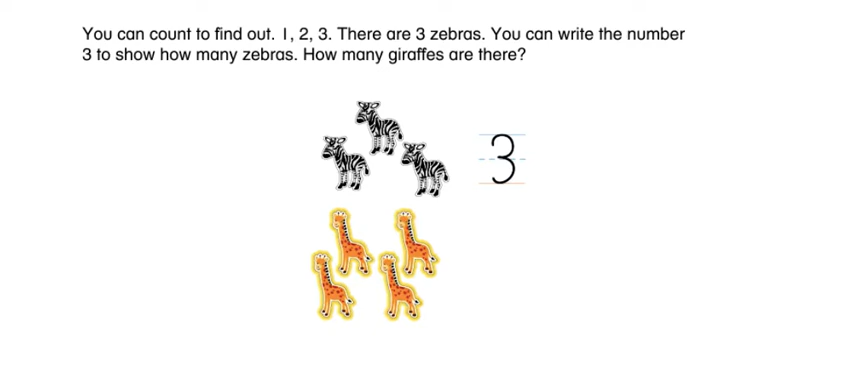 You can count to find out. 1, 2, 3. There are 3 zebras. You can write the number
3 to show how many zebras. How many giraffes are there?
3